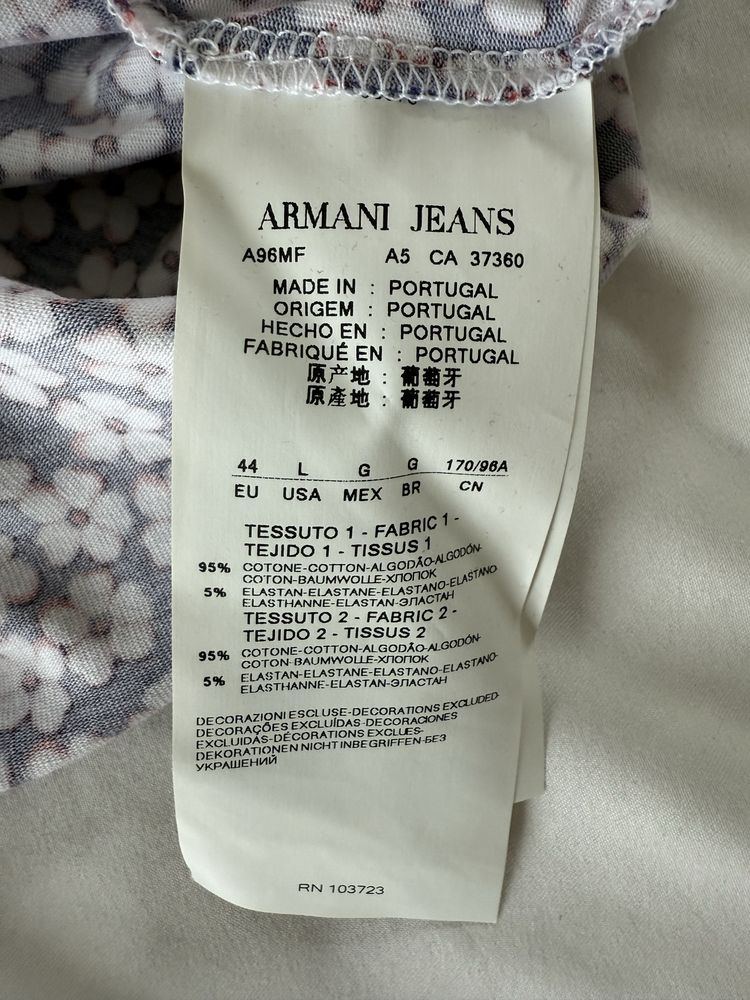 ARMANI JEANS
A96MF A5 CA 37360
MADE IN : PORTUGAL
ORIGEM : PORTUGAL
HECHO EN : PORTUGAL
FABRIQUÉ EN : PORTUGAL
原产地 : 葡萄牙
原產地 : 葡萄牙
44 L G G 170/96A
EU USA MEX BR CN
TESSUTO 1 - FABRIC 1 -
TEJIDO 1 - TISSUS 1
95% COTONE-COTTON-ALGODÃO-ALGODÓN-
COTON-BAUMWOLLE-ХЛОПОК
5% ELASTAN-ELASTANE-ELASTANO-ELASTANO-
ELASTHANNE-ELASTAN-ЭЛАСТАН
TESSUTO 2 - FABRIC 2 -
TEJIDO 2 - TISSUS 2
95% COTONE-COTTON-ALGODÃO-ALGODÓN-
COTON-BAUMWOLLE-ХЛОПОК
5% ELASTAN-ELASTANE-ELASTANO-ELASTANO-
ELASTHANNE-ELASTAN-ЭЛАСТАН
DECORAZIONI ESCLUSE-DECORATIONS EXCLUDED-
DECORAÇÕES EXCLUÍDAS-DECORACIONES
EXCLUIDAS-DÉCORATIONS EXCLUES-
DEKORATIONEN NICHT INBEGRIFFEN-БЕЗ
УКРАШЕНИЙ
RN 103723